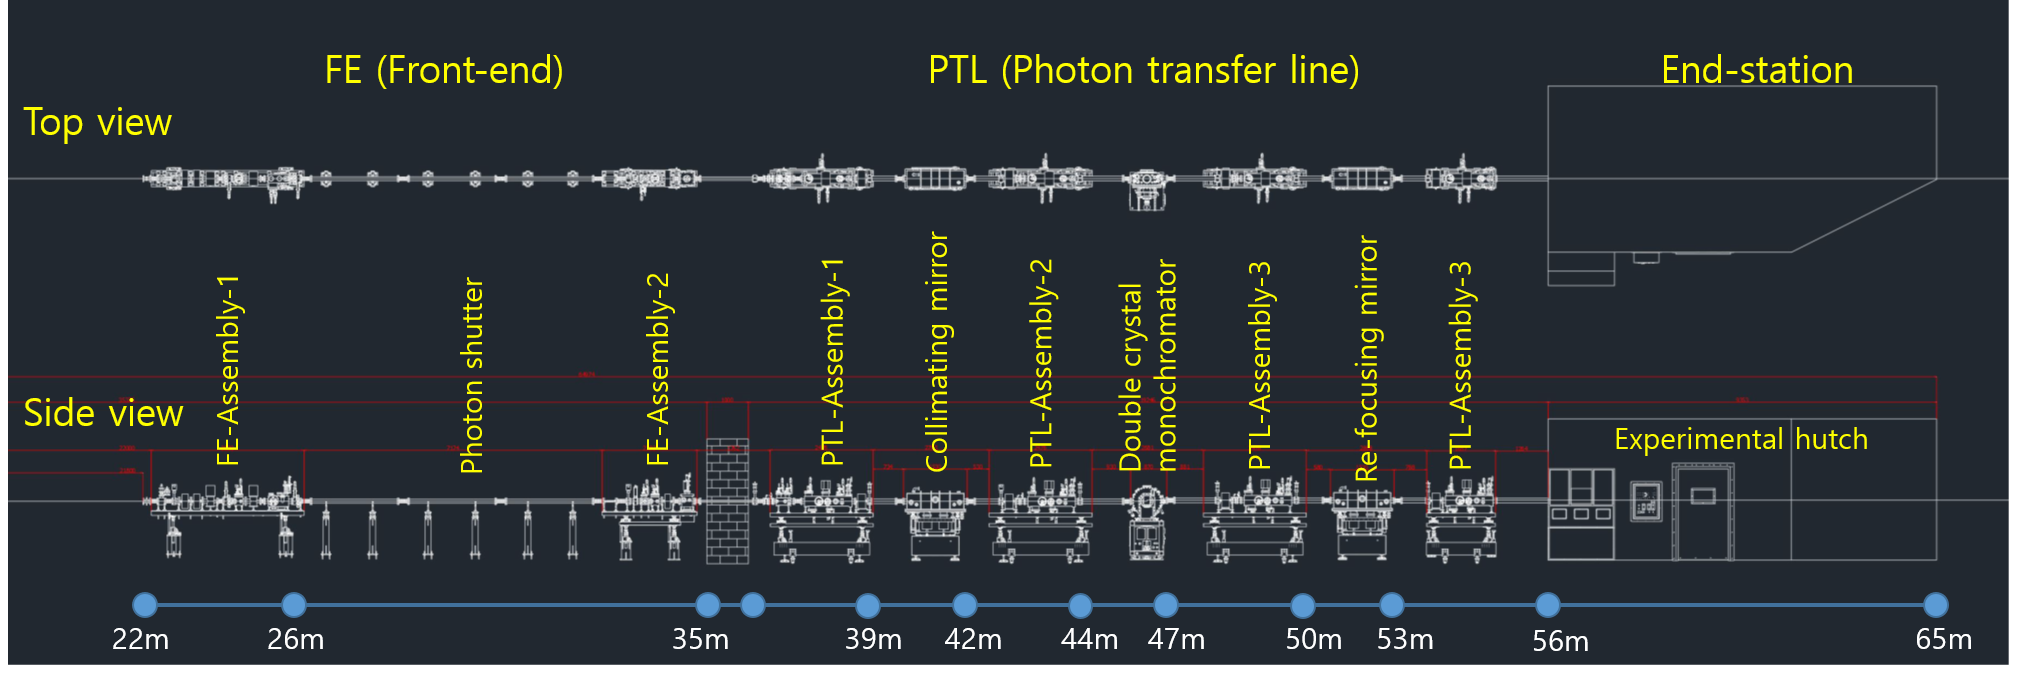 FE (Front-end)
PTL (Photon transfer line)
End-station
Top view
FE-Assembly-1
Photon shutter
FE-Assembly-2
PTL-Assembly-1
Collimating mirror
PTL-Assembly-2
Double crystal
monochromator
PTL-Assembly-3
Re-focusing mirror
PTL-Assembly-3
Side view
Experimental hutch
22m
26m
35m
39m
42m
44m
47m
50m
53m
56m
65m